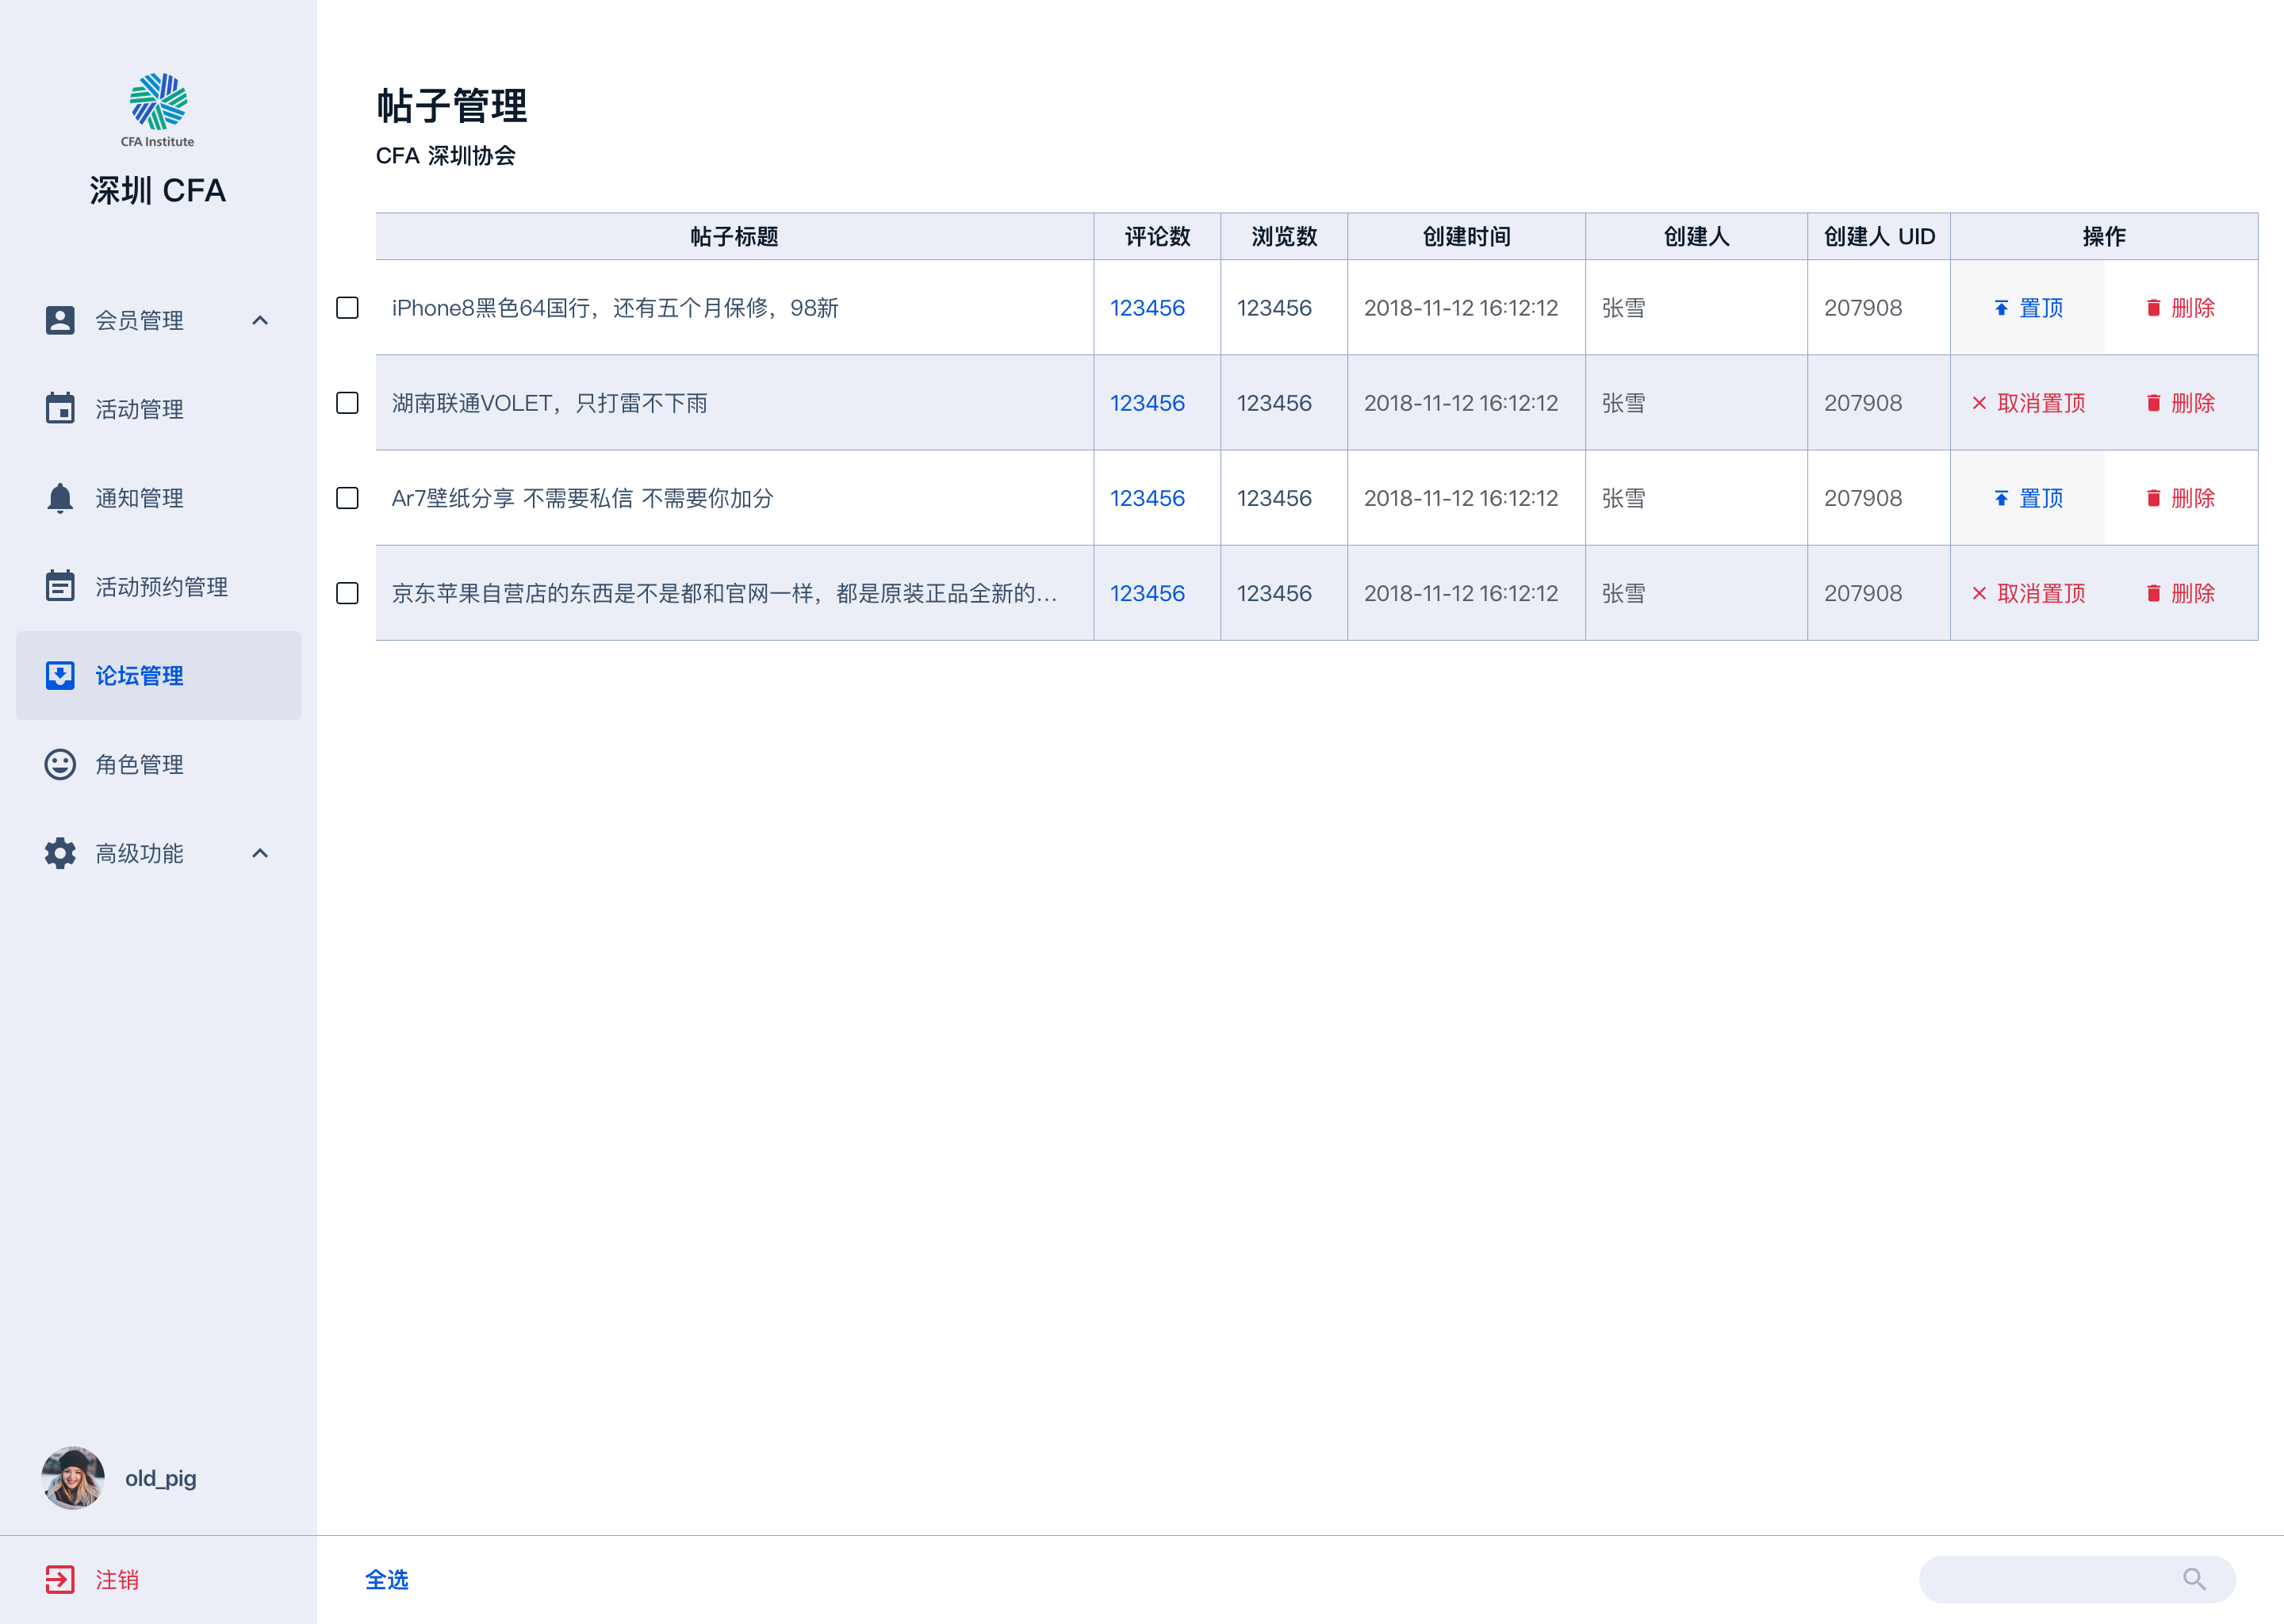 CFA Institute
深圳 CFA
会员管理
活动管理
通知管理
活动预约管理
论坛管理
角色管理
高级功能
old_pig
注销
帖子管理
CFA 深圳协会
帖子标题 评论数 浏览数 创建时间 创建人 创建人 UID 操作
iPhone8黑色64国行，还有五个月保修，98新 123456 123456 2018-11-12 16:12:12 张雪 207908 置顶 删除
湖南联通VOLET，只打雷不下雨 123456 123456 2018-11-12 16:12:12 张雪 207908 取消置顶 删除
Ar7壁纸分享 不需要私信 不需要你加分 123456 123456 2018-11-12 16:12:12 张雪 207908 置顶 删除
京东苹果自营店的东西是不是都和官网一样，都是原装正品全新的... 123456 123456 2018-11-12 16:12:12 张雪 207908 取消置顶 删除
全选